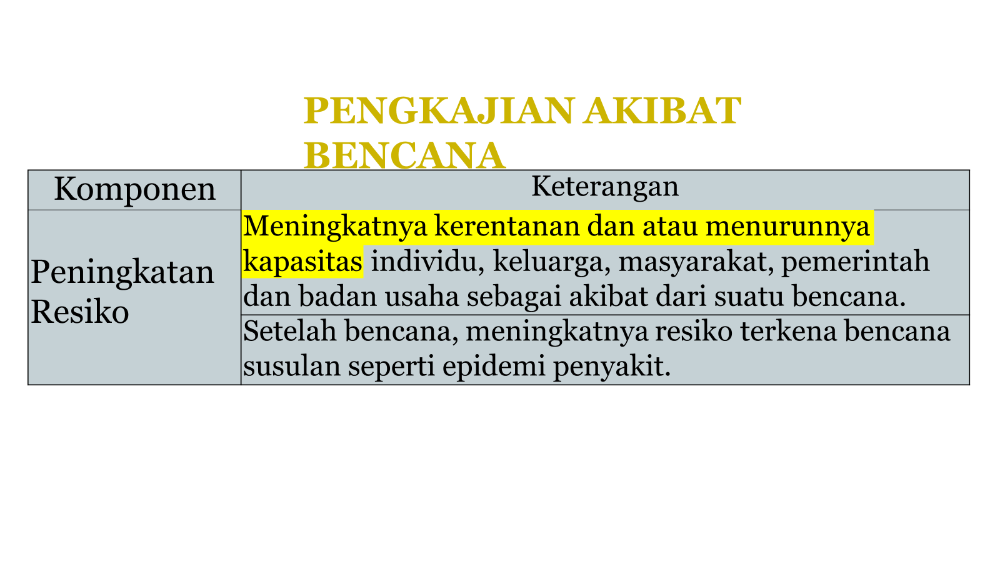 PENGKAJIAN AKIBAT
BENCANA
Komponen
Keterangan
Peningkatan
Resiko
Meningkatnya kerentanan dan atau menurunnya
kapasitas individu, keluarga, masyarakat, pemerintah
dan badan usaha sebagai akibat dari suatu bencana.
Setelah bencana, meningkatnya resiko terkena bencana
susulan seperti epidemi penyakit.